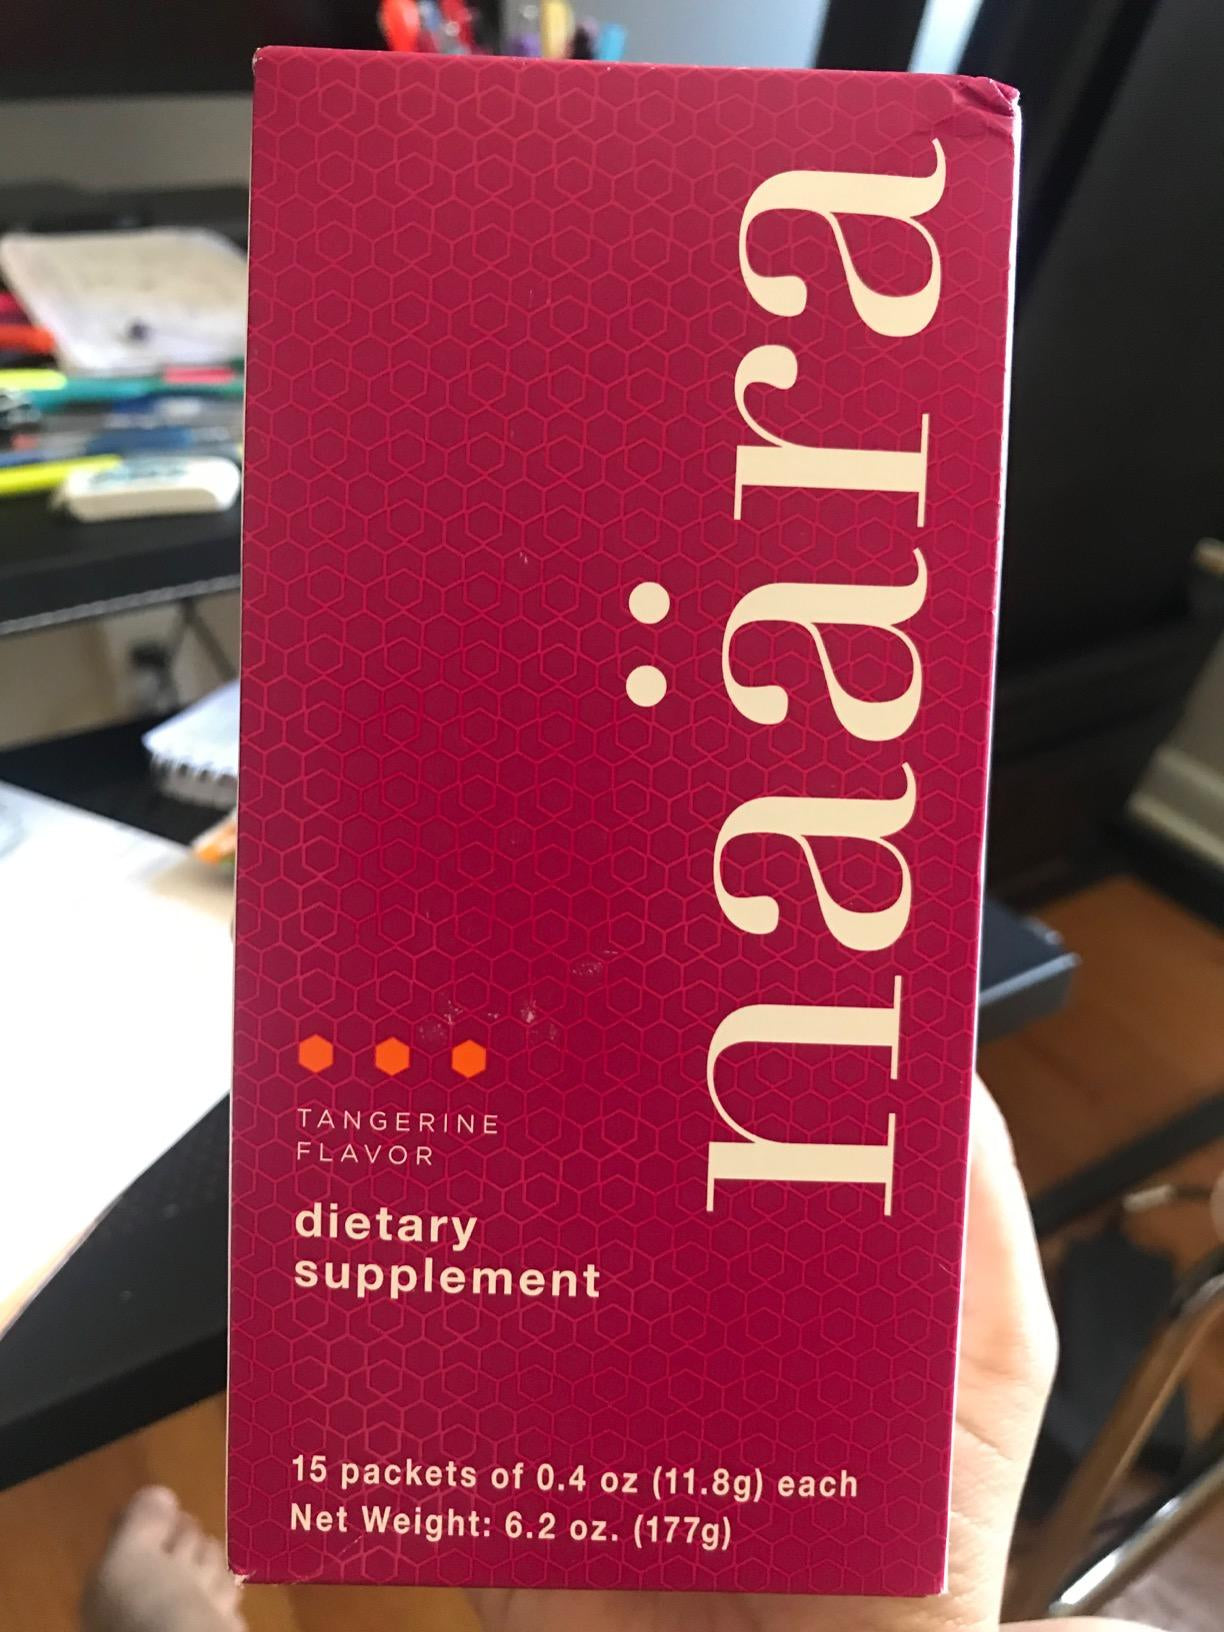 naära
TANGERINE
FLAVOR
dietary
supplement
15 packets of 0.4 oz (11.8g) each
Net Weight: 6.2 oz. (177g)